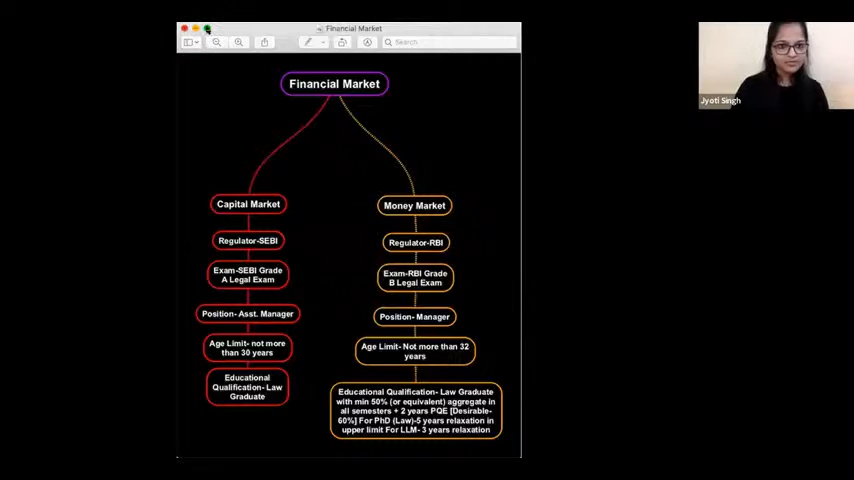 Financial Market
Search
Jyoti Singh
Financial Market
Capital Market
Regulator-SEBI
Exam-SEBI Grade
A Legal Exam
Position- Asst. Manager
Age Limit- not more
than 30 years
Educational
Qualification- Law
Graduate
Money Market
Regulator-RBI
Exam-RBI Grade
B Legal Exam
Position- Manager
Age Limit- Not more than 32
years
Educational Qualification- Law Graduate
with min 50% (or equivalent) aggregate in
all semesters + 2 years PQE [Desirable-
60%] For PhD (Law)-5 years relaxation in
upper limit For LLM- 3 years relaxation